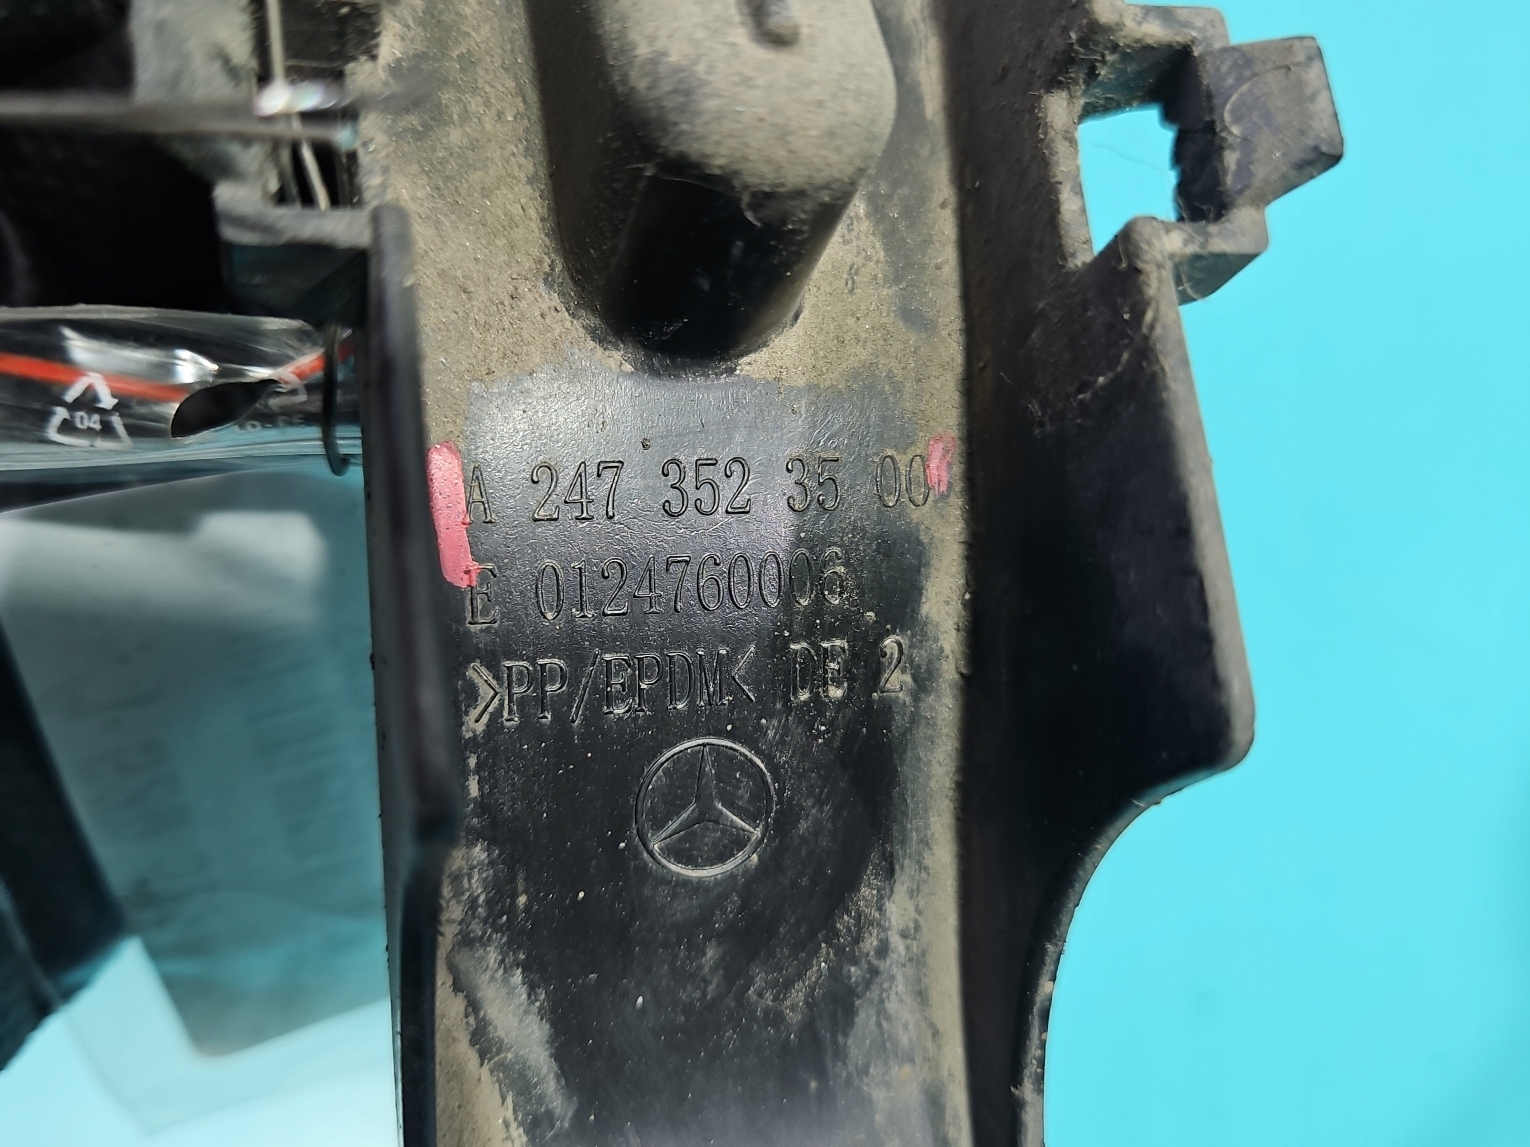 04
A 247 352 35 00
E 0124760006
>PP/EPDM< DE 2